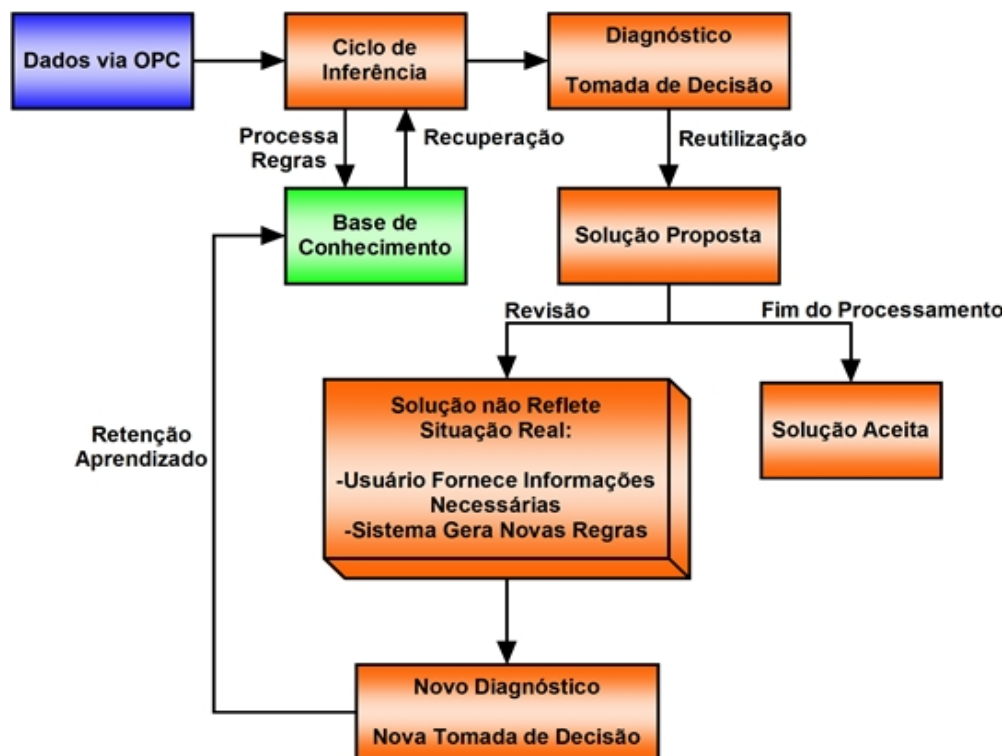 Dados via OPC
Ciclo de
Inferência
Diagnóstico
Tomada de Decisão
Processa
Regras
Recuperação
Reutilização
Base de
Conhecimento
Solução Proposta
Revisão
Fim do Processamento
Solução não Reflete
Situação Real:
-Usuário Fornece Informações
Necessárias
-Sistema Gera Novas Regras
Solução Aceita
Retenção
Aprendizado
Novo Diagnóstico
Nova Tomada de Decisão